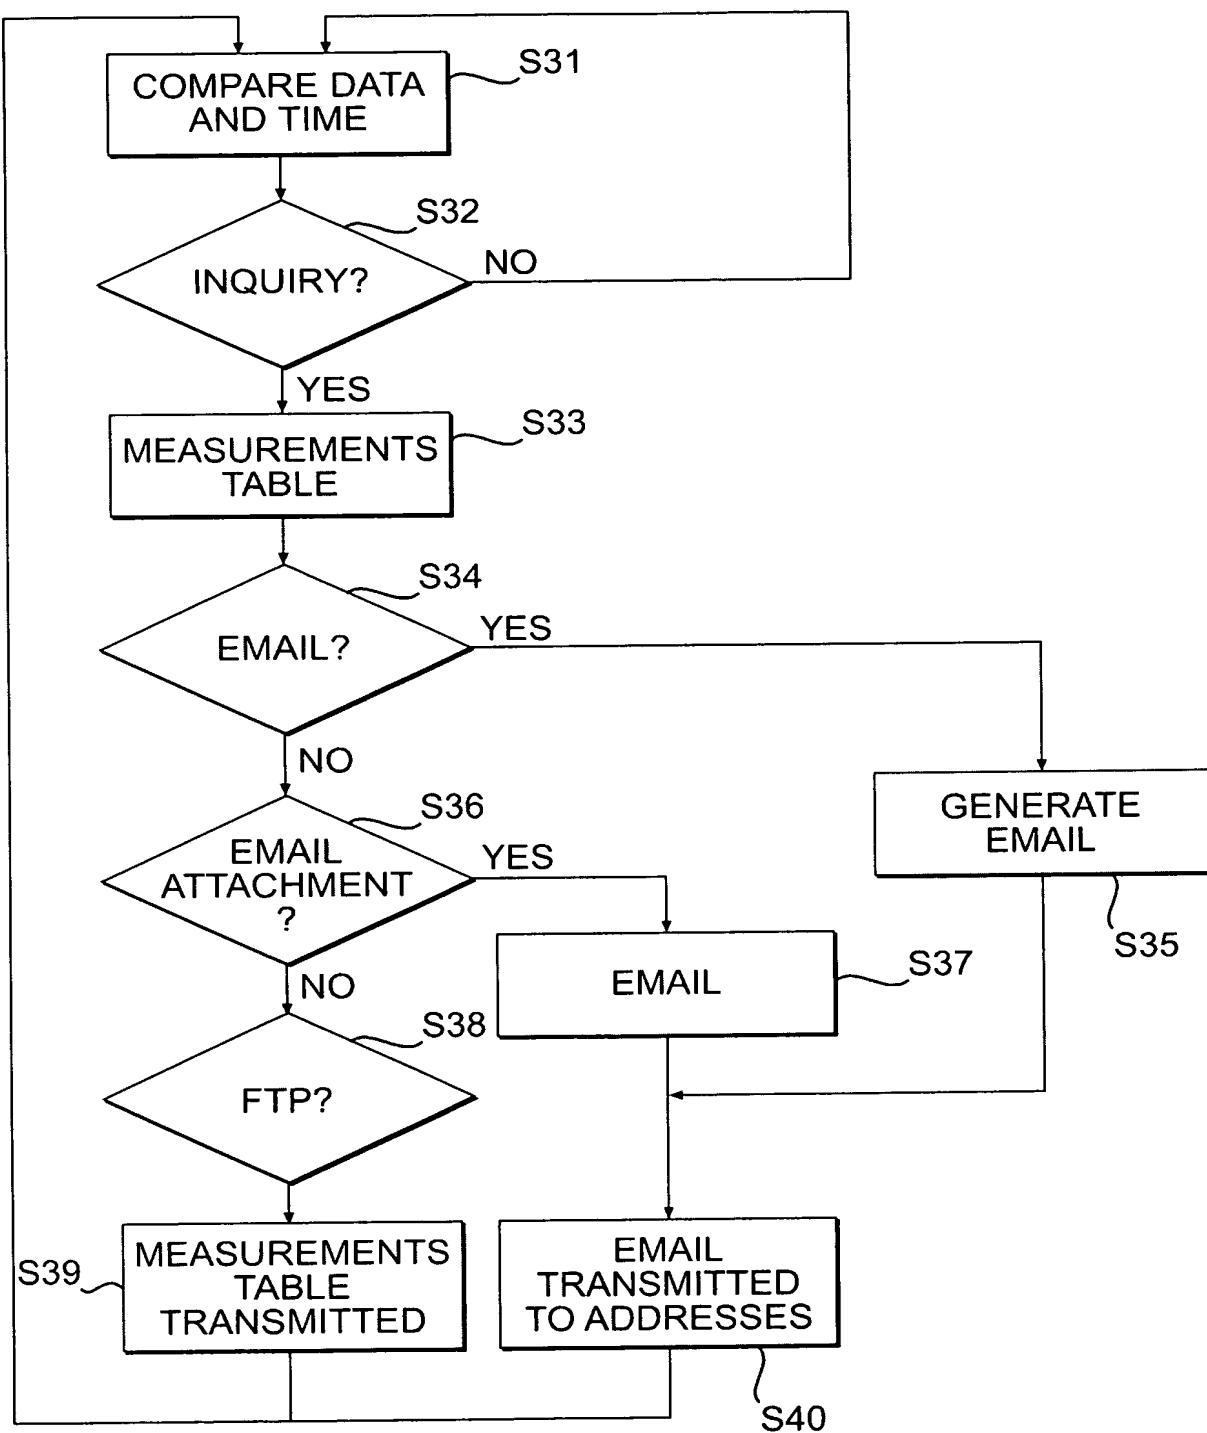 COMPARE DATA
AND TIME
S31
INQUIRY?
S32
NO
YES
MEASUREMENTS
TABLE
S33
EMAIL?
S34
YES
NO
GENERATE
EMAIL
S35
EMAIL
ATTACHMENT
?
S36
YES
NO
EMAIL
S37
FTP?
S38
MEASUREMENTS
TABLE
TRANSMITTED
S39
EMAIL
TRANSMITTED
TO ADDRESSES
S40